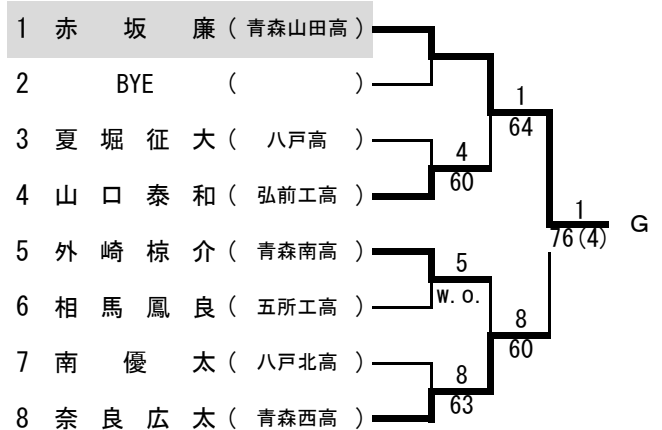 1 赤 坂 廉 ( 青森山田高 )
2 BYE ( )
1
64
3 夏 堀 征 大 ( 八戸高 )
4
60
4 山 口 泰 和 ( 弘前工高 )
1
76(4)
G
5 外 崎 椋 介 ( 青森南高 )
5
w.o.
6 相 馬 鳳 良 ( 五所工高 )
8
60
7 南 優 太 ( 八戸北高 )
8
63
8 奈 良 広 太 ( 青森西高 )